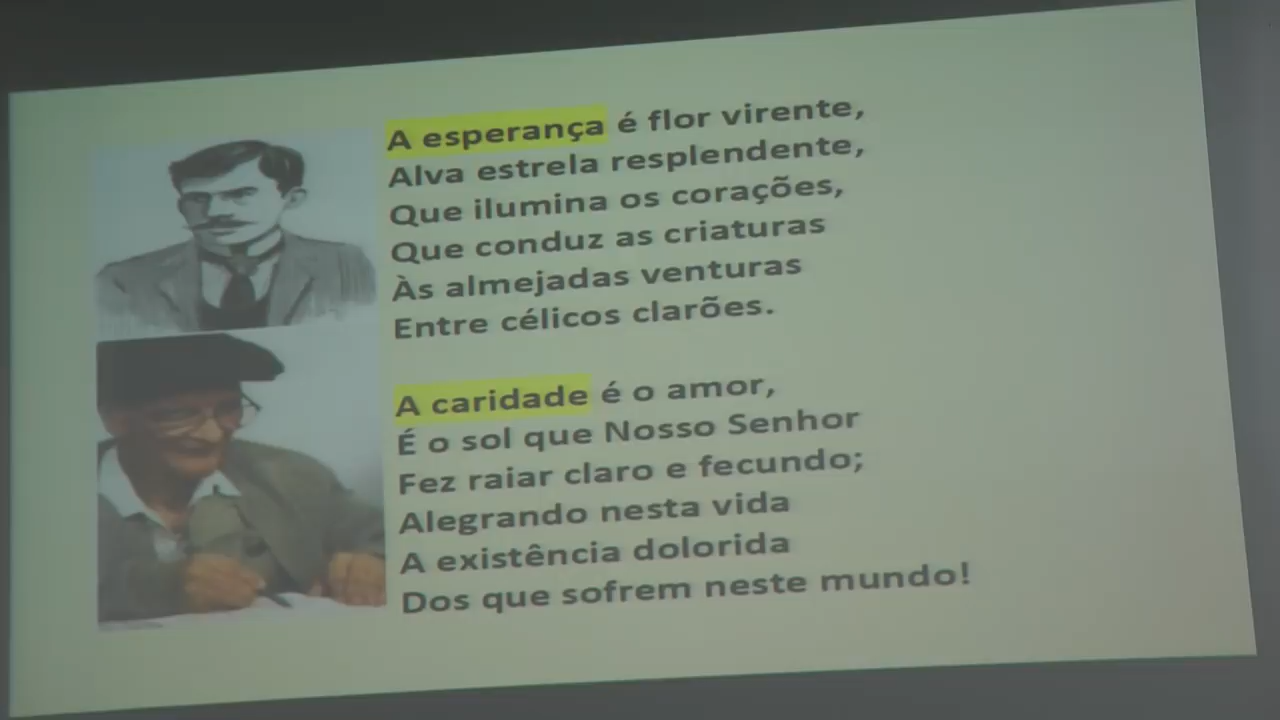 A esperança é flor virente,
Alva estrela resplendente,
Que ilumina os corações,
Que conduz as criaturas
Às almejadas venturas
Entre célicos clarões.
A caridade é o amor,
É o sol que Nosso Senhor
Fez raiar claro e fecundo;
Alegrando nesta vida
A existência dolorida
Dos que sofrem neste mundo!